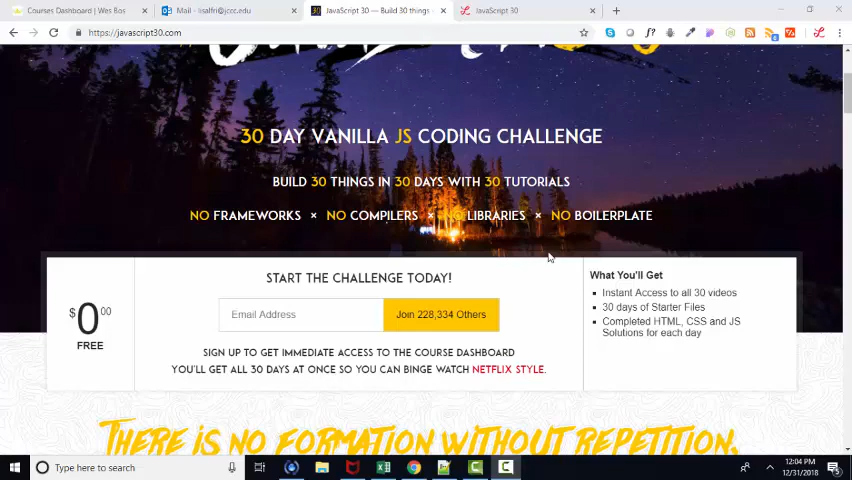 Courses Dashboard | Wes Bos
Mail - lisalfri@jccc.edu
JavaScript 30 — Build 30 things
JavaScript 30
https://javascript30.com
30 DAY VANILLA JS CODING CHALLENGE
BUILD 30 THINGS IN 30 DAYS WITH 30 TUTORIALS
NO FRAMEWORKS × NO COMPILERS × NO LIBRARIES × NO BOILERPLATE
$0.00
FREE
START THE CHALLENGE TODAY!
Email Address
Join 228,334 Others
SIGN UP TO GET IMMEDIATE ACCESS TO THE COURSE DASHBOARD
YOU'LL GET ALL 30 DAYS AT ONCE SO YOU CAN BINGE WATCH NETFLIX STYLE.
What You'll Get
Instant Access to all 30 videos
30 days of Starter Files
Completed HTML, CSS and JS
Solutions for each day
THERE IS NO FORMATION WITHOUT REPETITION.
Type here to search
12:04 PM
12/31/2018